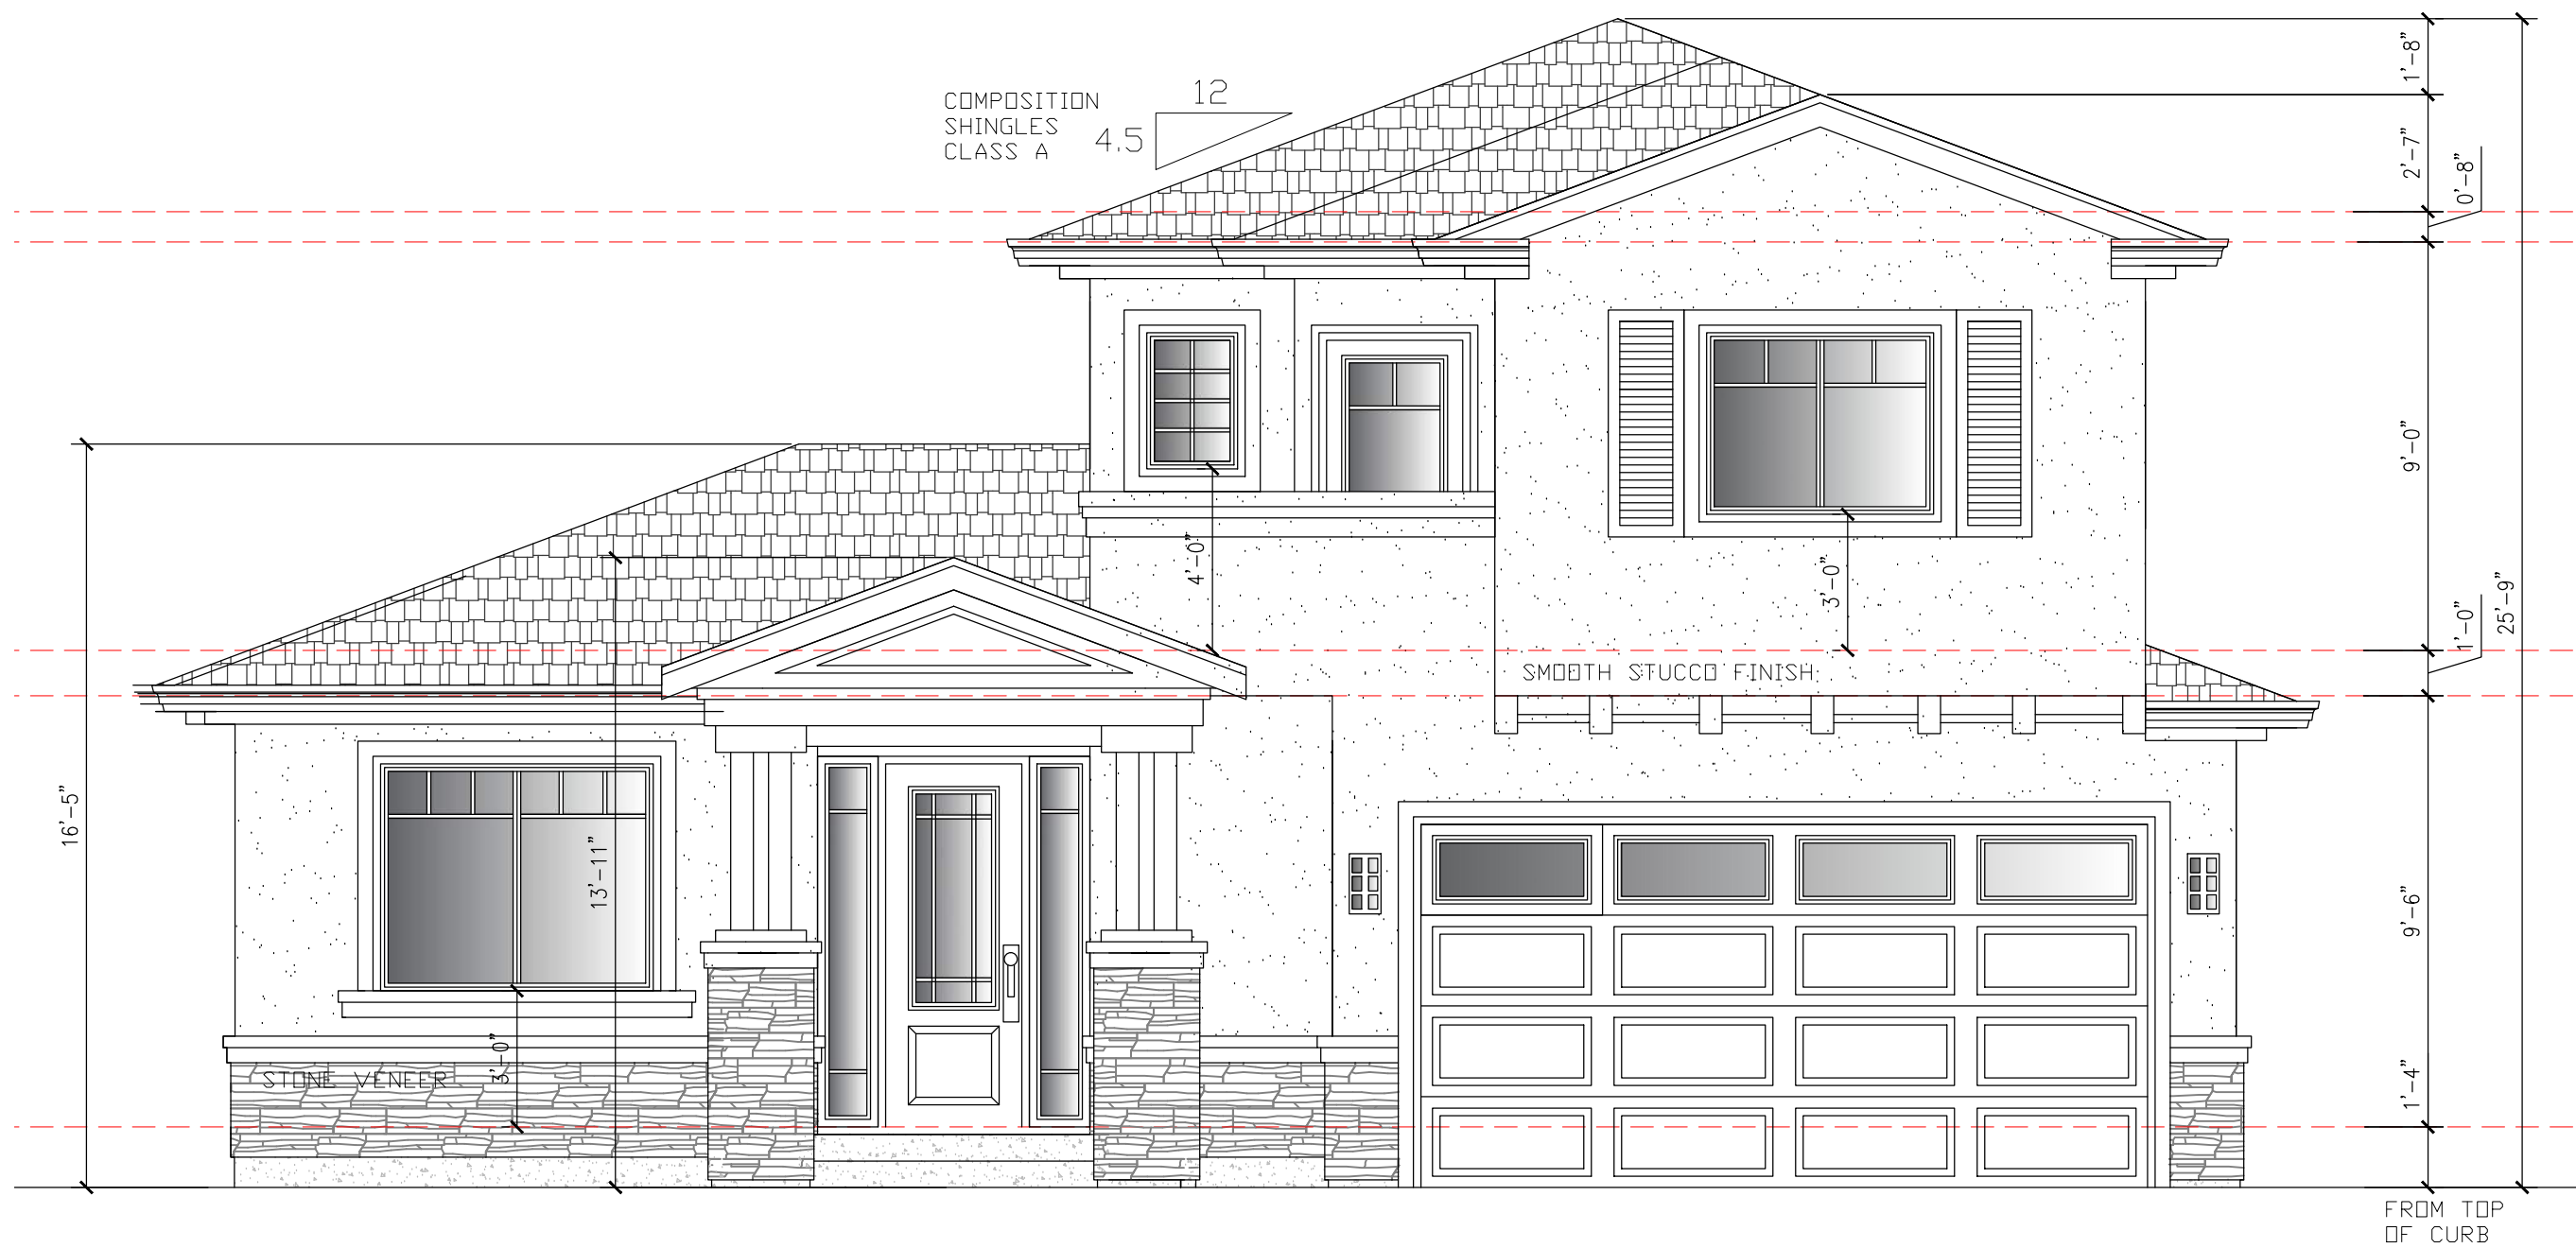 COMPOSITION
SHINGLES
CLASS A
12
4.5
1'-8"
2'-7"
0'-8"
9'-0"
4'-0"
3'-0"
1'-0"
25'-9"
SMOOTH STUCCO FINISH
16'-5"
13'-11"
9'-6"
STONE VENEER
3'-0"
1'-4"
FROM TOP
OF CURB